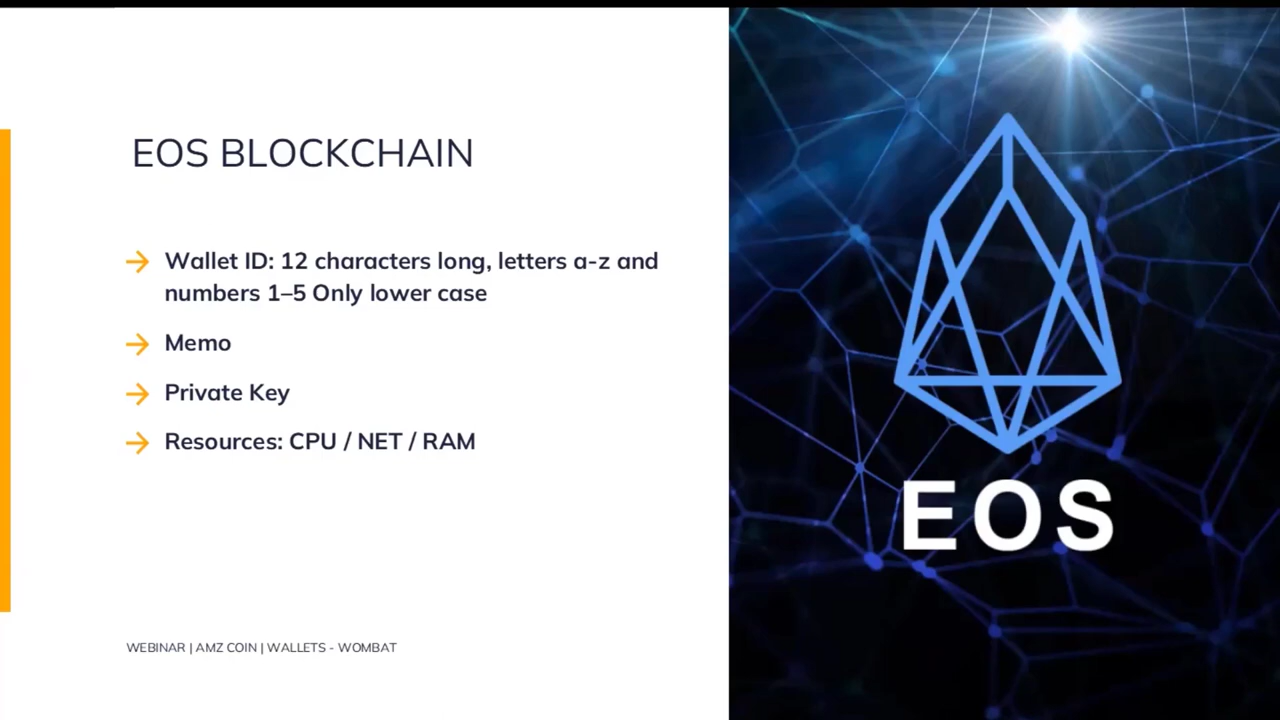 EOS BLOCKCHAIN
Wallet ID: 12 characters long, letters a-z and
numbers 1–5 Only lower case
Memo
Private Key
Resources: CPU / NET / RAM
WEBINAR | AMZ COIN | WALLETS - WOMBAT
EOS